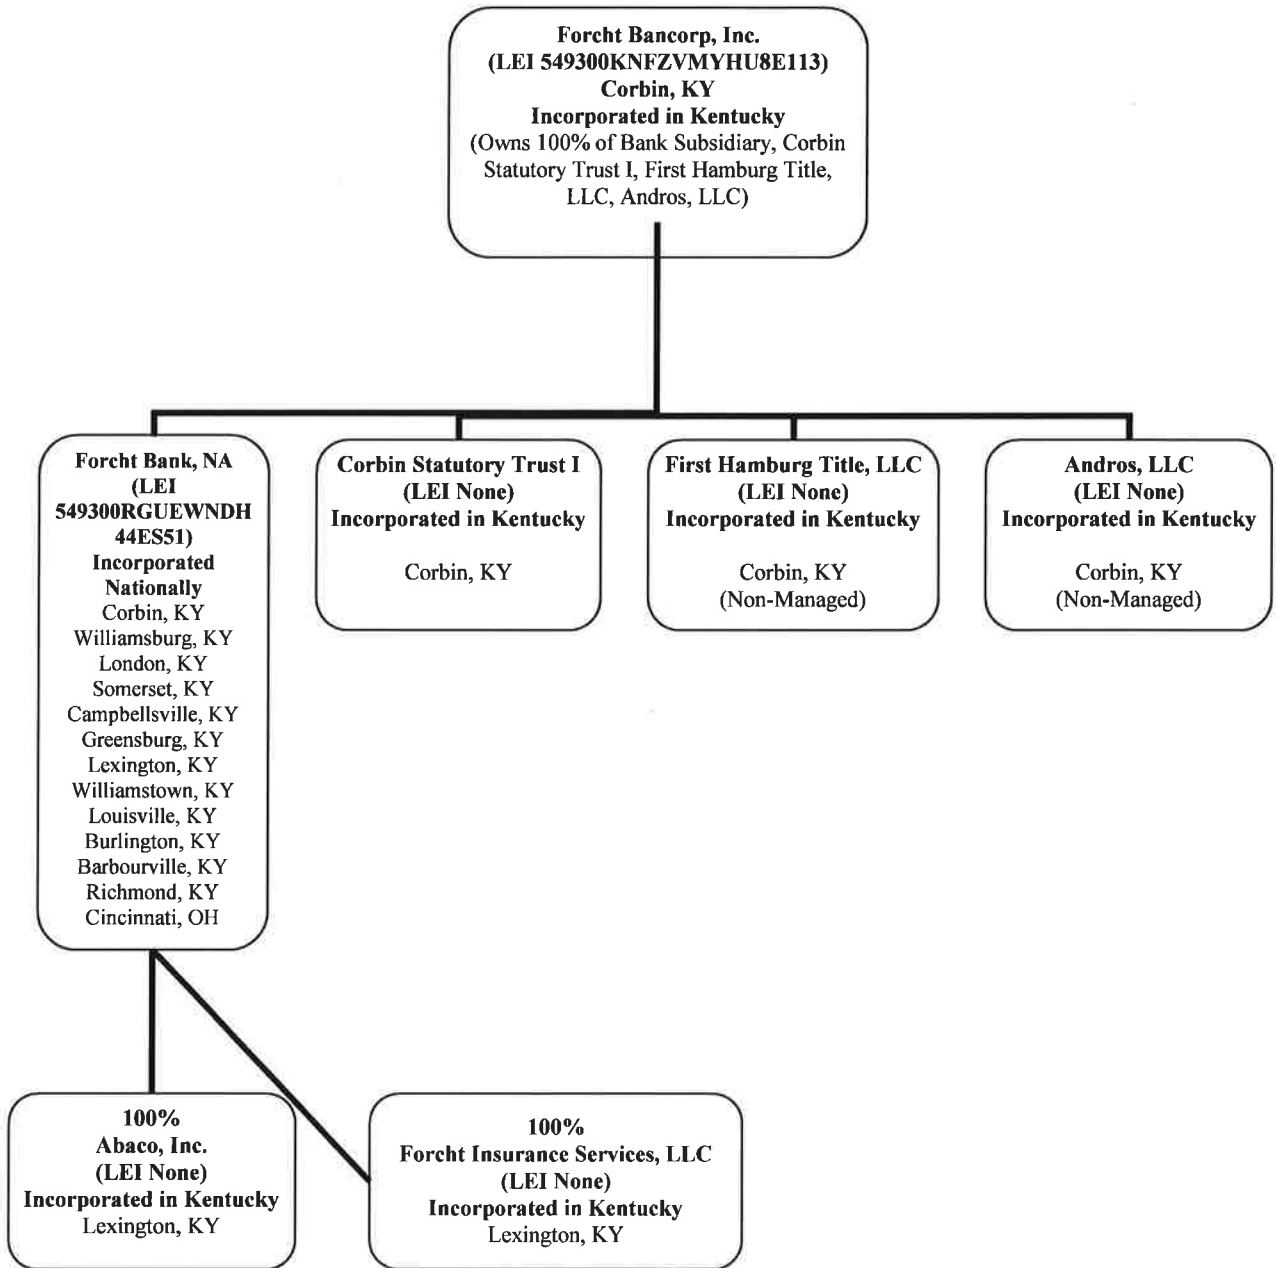 Forcht Bancorp, Inc.
(LEI 549300KNFZVMYHU8E113)
Corbin, KY
Incorporated in Kentucky
(Owns 100% of Bank Subsidiary, Corbin
Statutory Trust I, First Hamburg Title,
LLC, Andros, LLC)
Forcht Bank, NA
(LEI
549300RGUEWNDH
44ES51)
Incorporated
Nationally
Corbin, KY
Williamsburg, KY
London, KY
Somerset, KY
Campbellsville, KY
Greensburg, KY
Lexington, KY
Williamstown, KY
Louisville, KY
Burlington, KY
Barbourville, KY
Richmond, KY
Cincinnati, OH
Corbin Statutory Trust I
(LEI None)
Incorporated in Kentucky
Corbin, KY
First Hamburg Title, LLC
(LEI None)
Incorporated in Kentucky
Corbin, KY
(Non-Managed)
Andros, LLC
(LEI None)
Incorporated in Kentucky
Corbin, KY
(Non-Managed)
100%
Abaco, Inc.
(LEI None)
Incorporated in Kentucky
Lexington, KY
100%
Forcht Insurance Services, LLC
(LEI None)
Incorporated in Kentucky
Lexington, KY